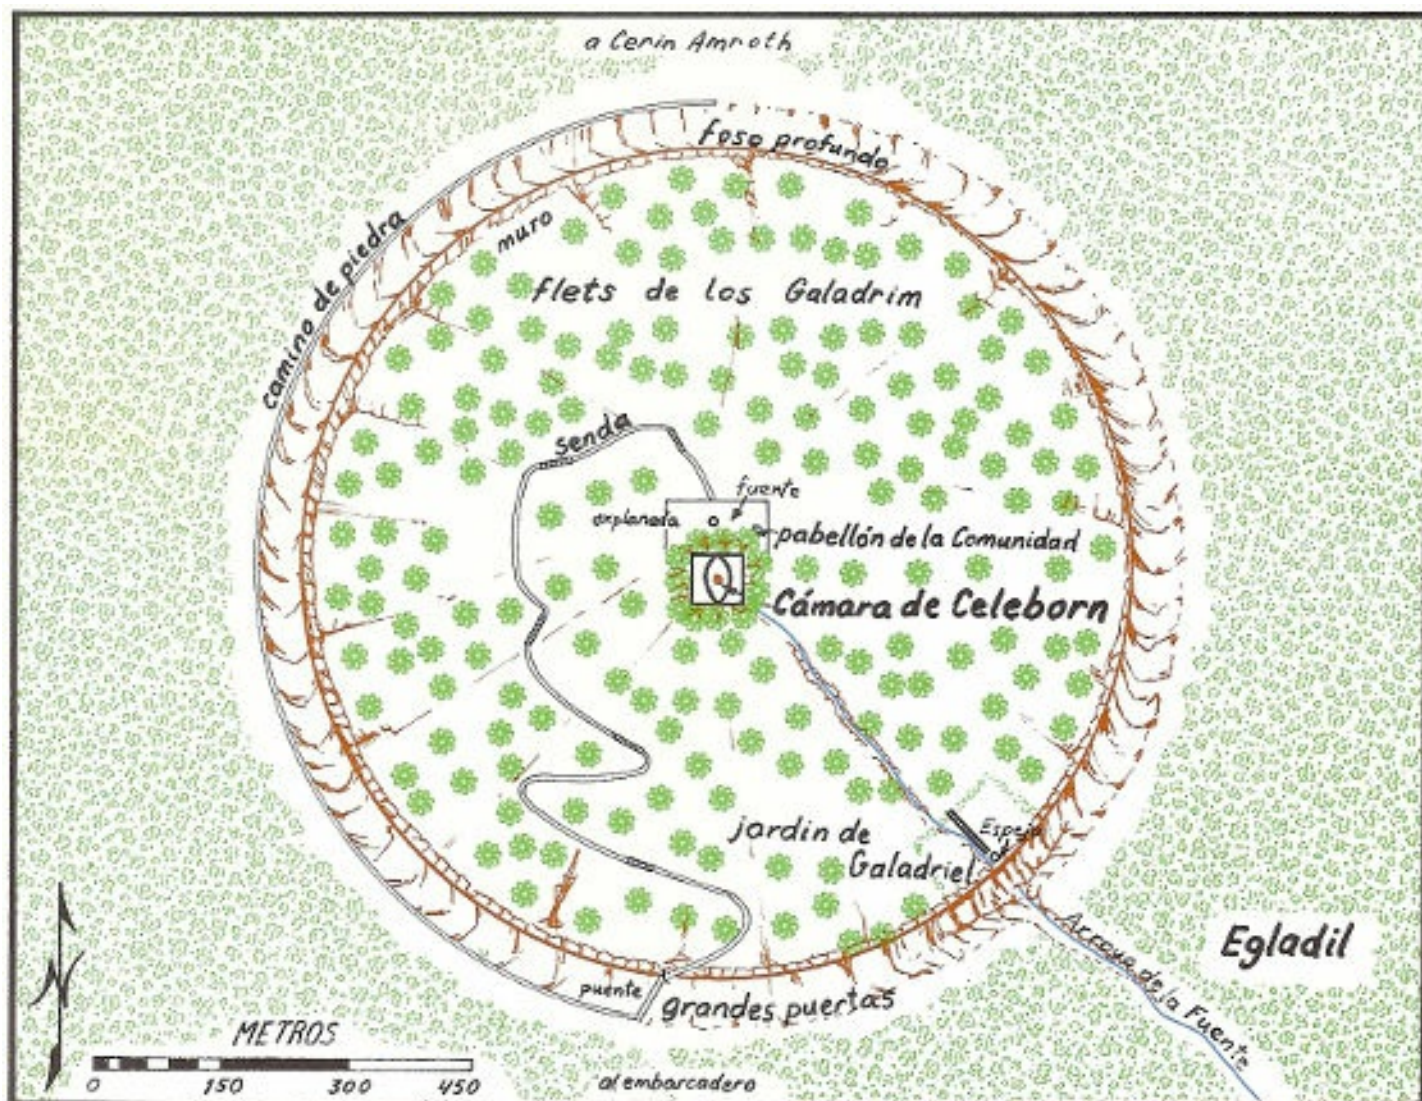 a Cerin Amroth
foso profundo
muro
camino de piedra
flets de los Galadrim
senda
fuente
explanada
pabellón de la Comunidad
Cámara de Celeborn
jardin de
Galadriel
Espejo
Egladil
Arroyo de la Fuente
puente
grandes puertas
N
METROS
0 150 300 450
al embarcadero